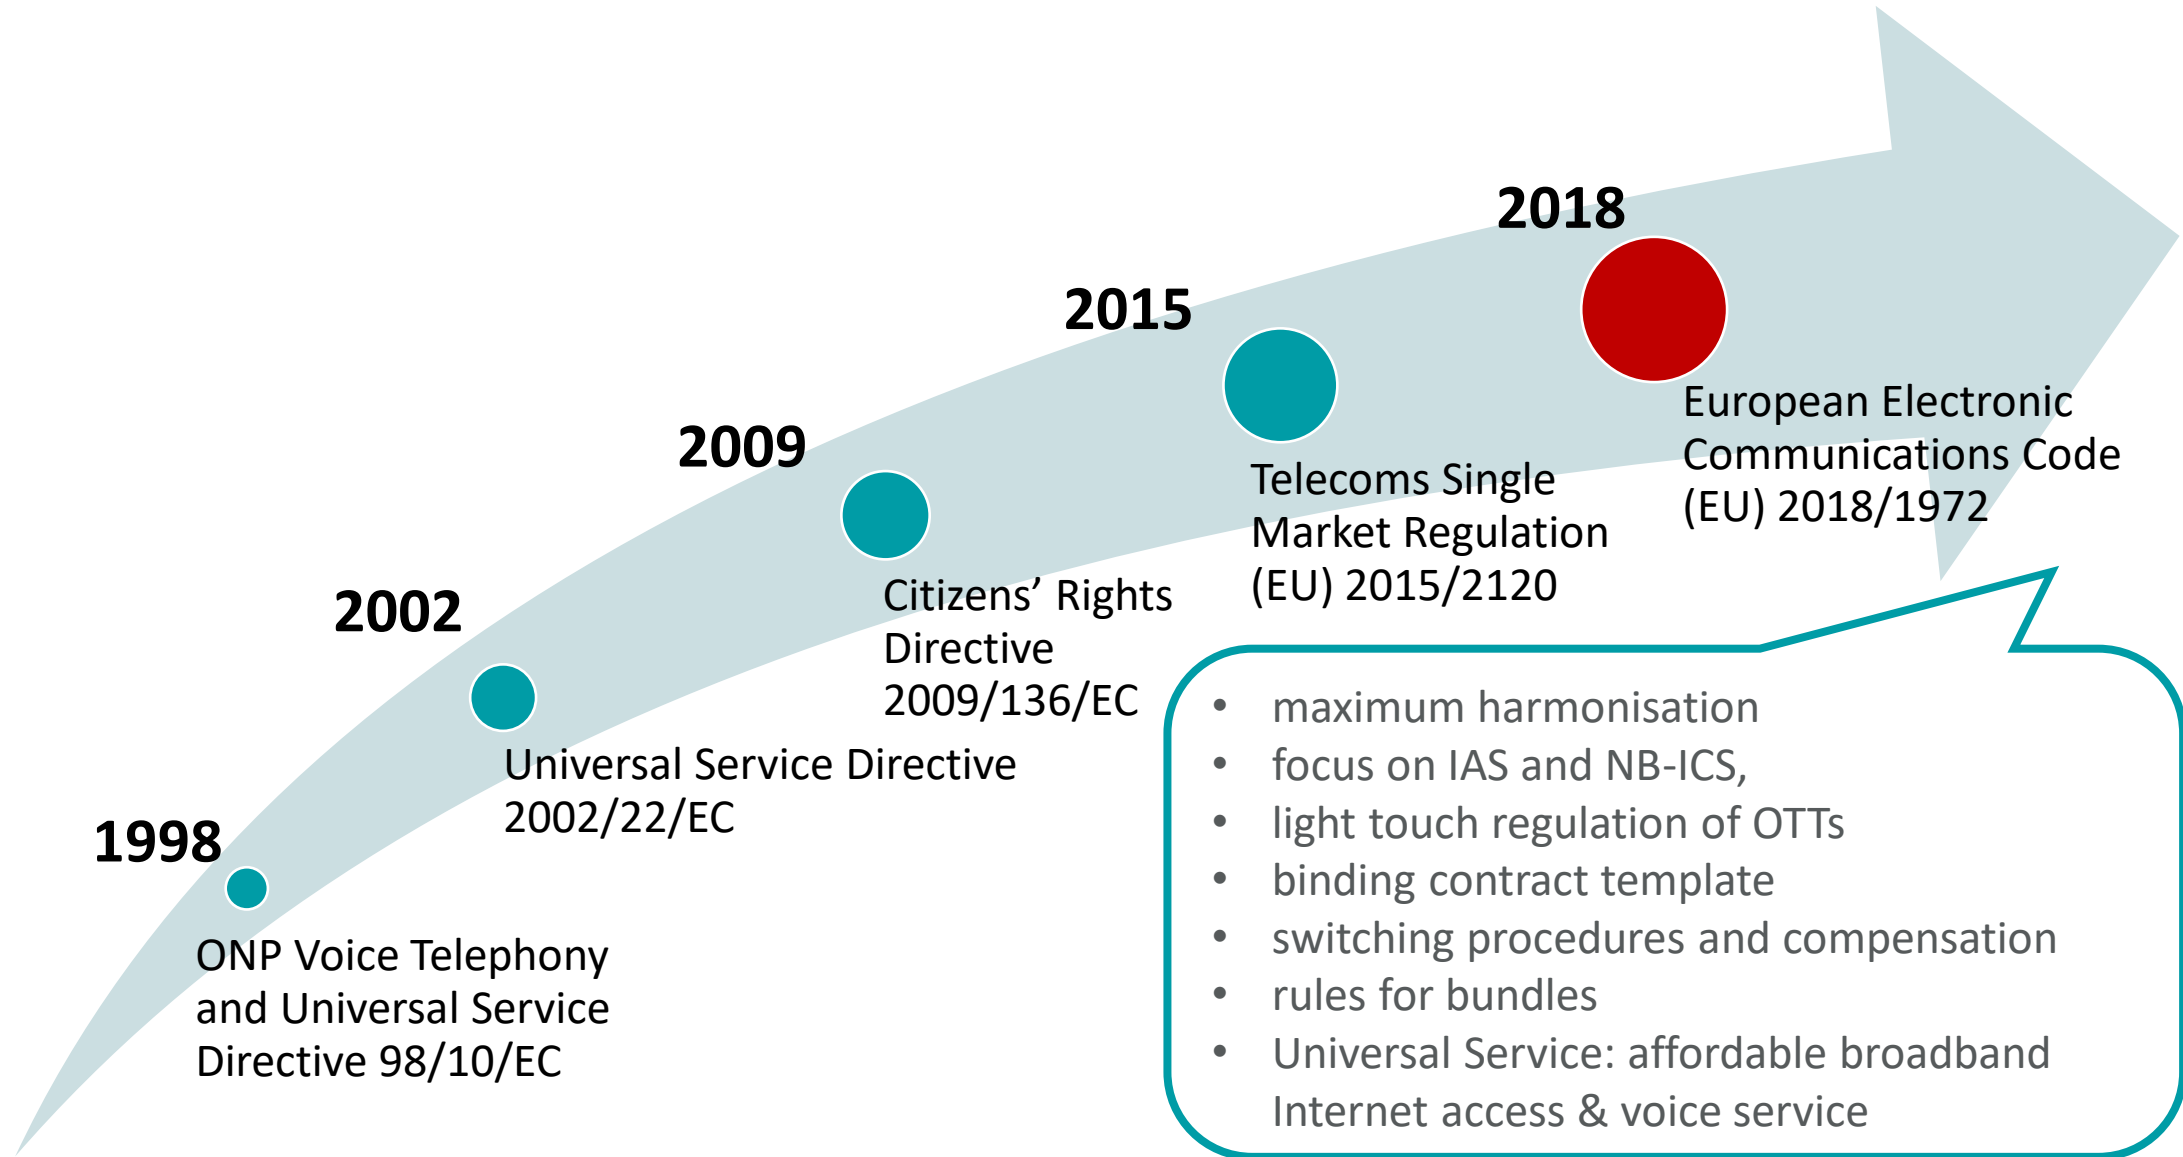 1998
ONP Voice Telephony
and Universal Service
Directive 98/10/EC
2002
Universal Service Directive
2002/22/EC
2009
Citizens’ Rights
Directive
2009/136/EC
2015
Telecoms Single
Market Regulation
(EU) 2015/2120
2018
European Electronic
Communications Code
(EU) 2018/1972
• maximum harmonisation
• focus on IAS and NB-ICS,
• light touch regulation of OTTs
• binding contract template
• switching procedures and compensation
• rules for bundles
• Universal Service: affordable broadband
Internet access & voice service